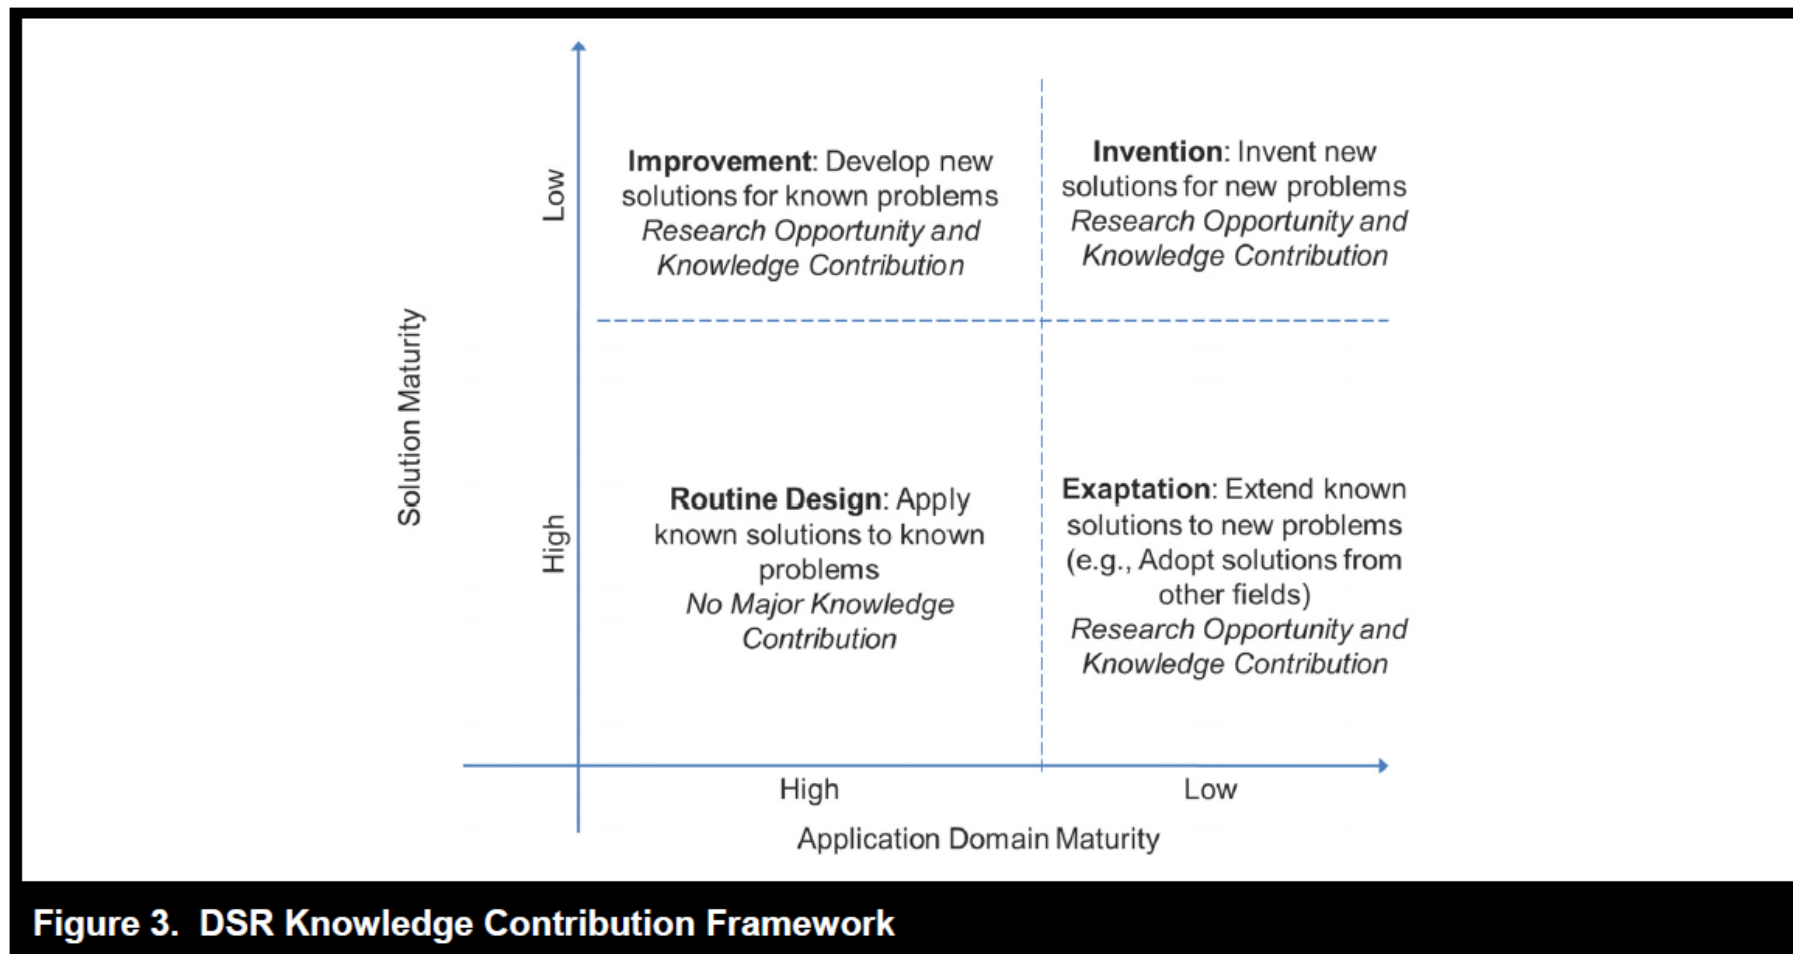 Solution Maturity
Low
High
Improvement: Develop new
solutions for known problems
Research Opportunity and
Knowledge Contribution
Invention: Invent new
solutions for new problems
Research Opportunity and
Knowledge Contribution
Routine Design: Apply
known solutions to known
problems
No Major Knowledge
Contribution
Exaptation: Extend known
solutions to new problems
(e.g., Adopt solutions from
other fields)
Research Opportunity and
Knowledge Contribution
High
Low
Application Domain Maturity
Figure 3. DSR Knowledge Contribution Framework